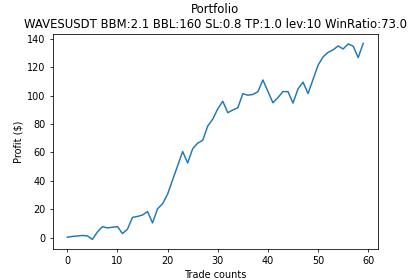 Portfolio
WAVESUSDT BBM:2.1 BBL:160 SL:0.8 TP:1.0 lev:10 WinRatio:73.0
140
120
100
80
60
40
20
0
Profit ($)
0 10 20 30 40 50 60
Trade counts